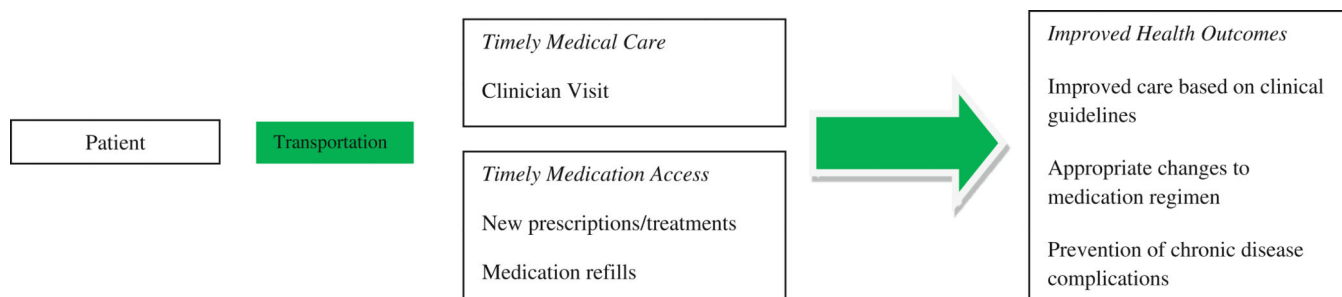 Patient
Transportation
Timely Medical Care
Clinician Visit
Timely Medication Access
New prescriptions/treatments
Medication refills
Improved Health Outcomes
Improved care based on clinical
guidelines
Appropriate changes to
medication regimen
Prevention of chronic disease
complications